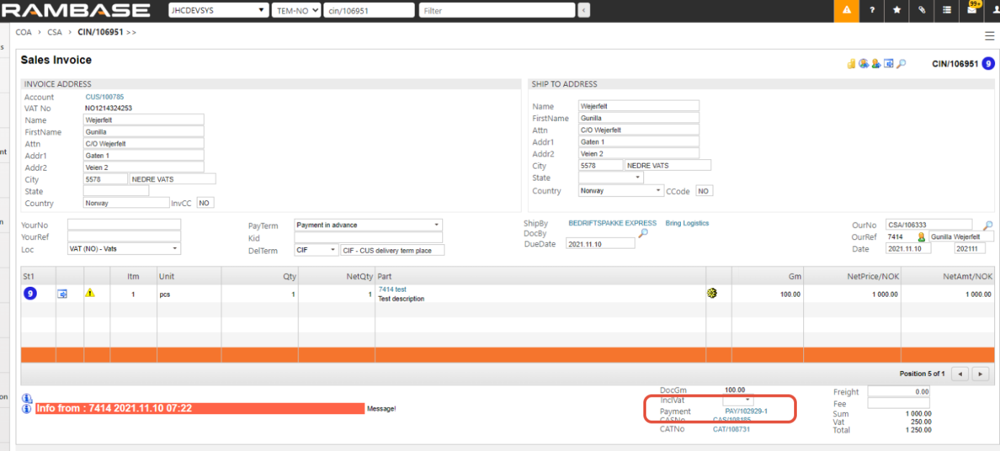 RAMBASE JHCDEVSYS TEM-NO cin/106951 Filter ? 99+
COA > CSA > CIN/106951 >>
s
Sales Invoice CIN/106951 9
INVOICE ADDRESS SHIP TO ADDRESS
Account CUS/100785
VAT No NO1214324253
Name Wejerfelt
FirstName Gunilla
Attn C/O Wejerfelt
Addr1 Gaten 1
Addr2 Veien 2
City 5578 NEDRE VATS
State
Country Norway InvCC NO
Name Wejerfelt
FirstName Gunilla
Attn C/O Wejerfelt
Addr1 Gaten 1
Addr2 Veien 2
City 5578 NEDRE VATS
State
Country Norway CCode NO
nt
n
on
YourNo
YourRef
Loc VAT (NO) - Vats
PayTerm Payment in advance
Kid
DelTerm CIF CIF - CUS delivery term place
ShipBy BEDRIFTSPAKKE EXPRESS Bring Logistics
DocBy
DueDate 2021.11.10
OurNo CSA/106333
OurRef 7414 Gunilla Wejerfelt
Date 2021.11.10 202111
St1 Itm Unit Qty NetQty Part Gm NetPrice/NOK NetAmt/NOK
9 1 pcs 1 1 7414 test 100.00 1 000.00 1 000.00
Test description
Position 5 of 1
Info from : 7414 2021.11.10 07:22 Message!
DocGm 100.00
InclVat
Payment PAY/102929-1
CASNo CAS/108185
CATNo CAT/108731
Freight 0.00
Fee
Sum 1 000.00
Vat 250.00
Total 1 250.00